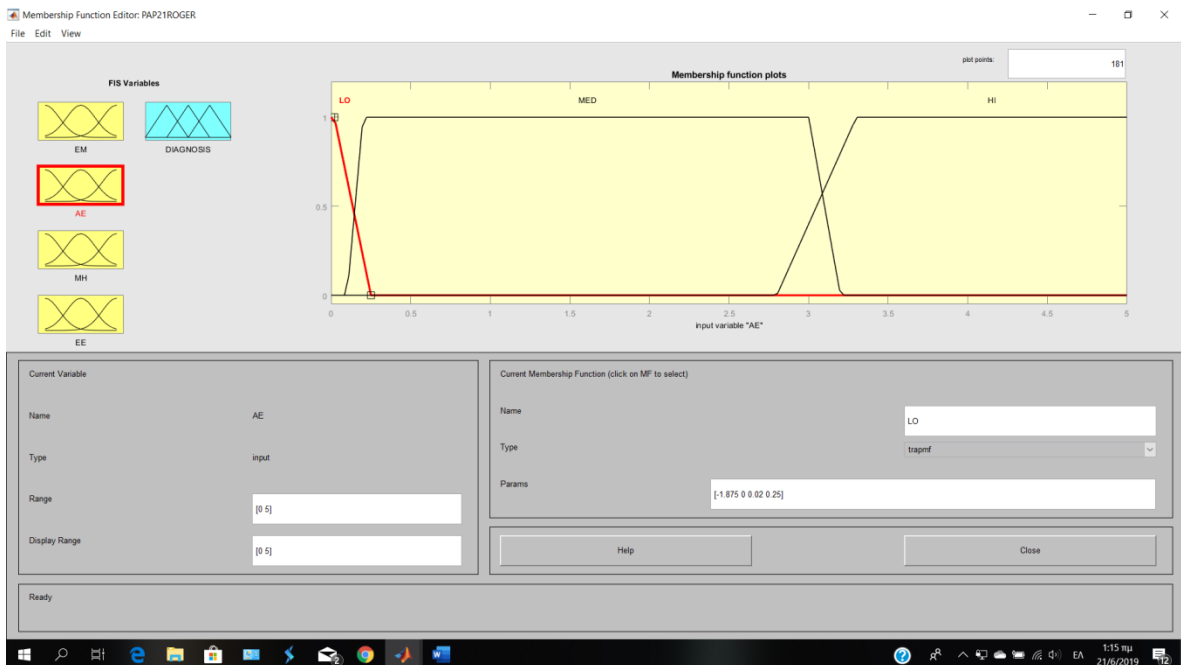 Membership Function Editor: PAP21ROGER
File Edit View
FIS Variables
EM
DIAGNOSIS
AE
MH
EE
plot points:
181
Membership function plots
LO
MED
HI
1
0.5
0
0 0.5 1 1.5 2 2.5 3 3.5 4 4.5 5
input variable "AE"
Current Variable
Name AE
Type input
Range [0 5]
Display Range [0 5]
Current Membership Function (click on MF to select)
Name LO
Type trapmf
Params [-1.875 0 0.02 0.25]
Help
Close
Ready
2
ΕΛ
1:15 πμ
21/6/2019
12